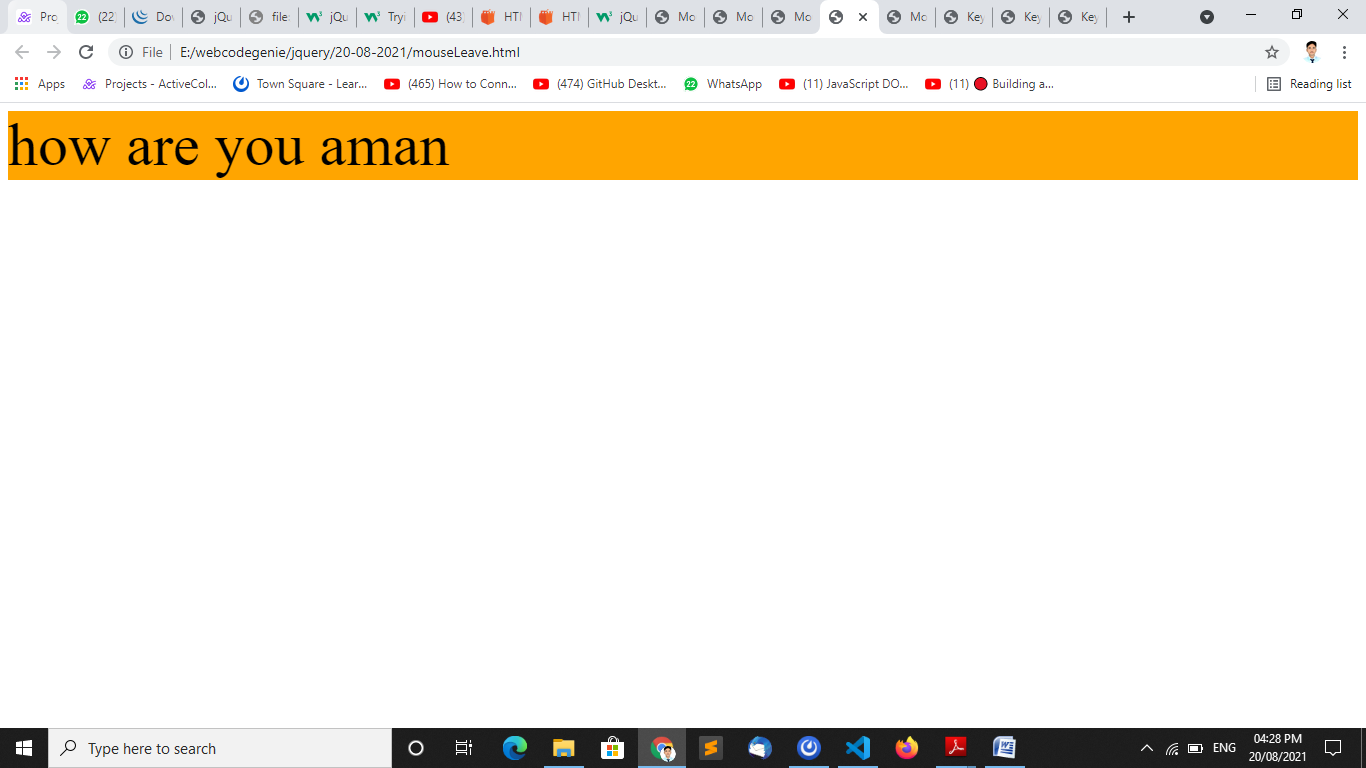 Pro
(22)
Dov
jQu
file:
jQu
Tryi
(43)
HTM
HTM
jQu
Mo
Mo
Mo
Mo
Key
Key
Key
File E:/webcodegenie/jquery/20-08-2021/mouseLeave.html
Apps Projects - ActiveCol... Town Square - Lear... (465) How to Conn... (474) GitHub Deskt... 22 WhatsApp (11) JavaScript DO... (11) Building a... Reading list
how are you aman
Type here to search
ENG
04:28 PM
20/08/2021